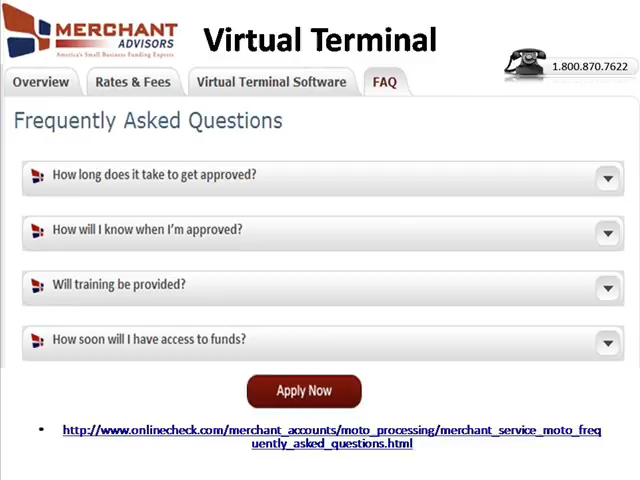 MERCHANT
ADVISORS
America's Small Business Funding Experts
Virtual Terminal
1.800.870.7622
Overview
Rates & Fees
Virtual Terminal Software
FAQ
Frequently Asked Questions
How long does it take to get approved?
How will I know when I'm approved?
Will training be provided?
How soon will I have access to funds?
Apply Now
• http://www.onlinecheck.com/merchant_accounts/moto_processing/merchant_service_moto_freq
uently_asked_questions.html